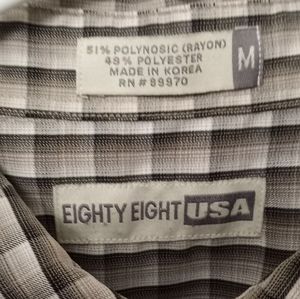 51% POLYNOSIC (RAYON)
49% POLYESTER
MADE IN KOREA
RN # 89970
M
EIGHTY EIGHT USA